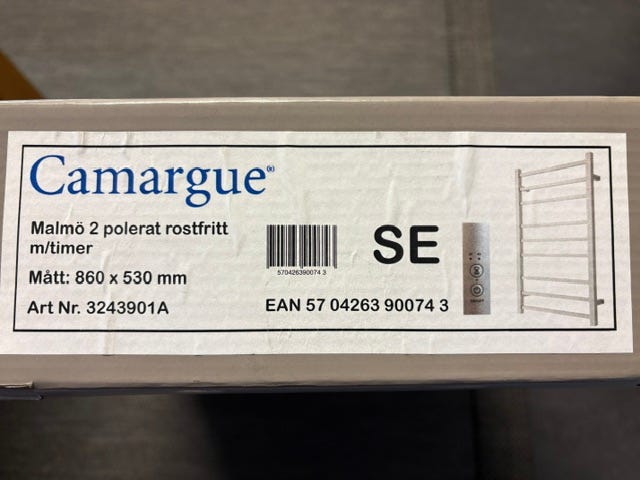 Camargue®
Malmö 2 polerat rostfritt
m/timer
Mått: 860 x 530 mm
Art Nr. 3243901A
570426390074 3
SE
EAN 57 04263 90074 3